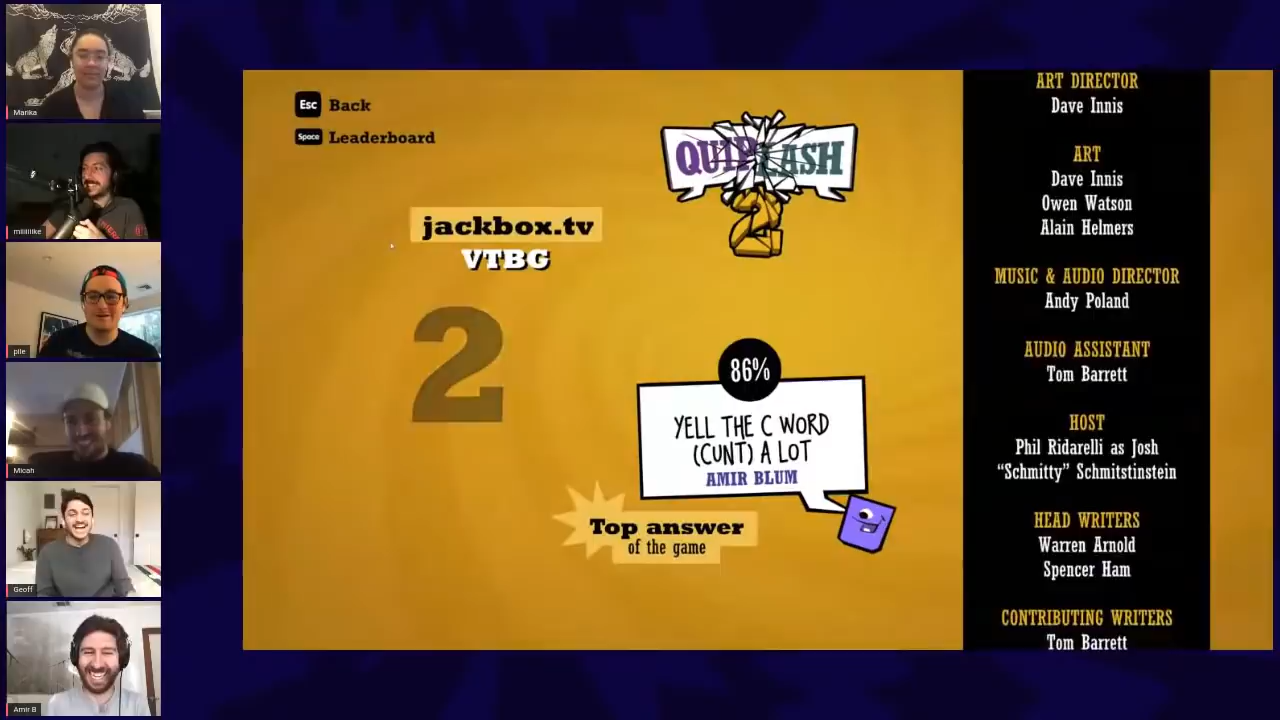 Marika
miiiiiiike
pile
Micah
Geoff
Amir B
Esc Back
Space Leaderboard
jackbox.tv
VTBG
2
QUIPLASH
2
86%
YELL THE C WORD
(CUNT) A LOT
AMIR BLUM
Top answer
of the game
ART DIRECTOR
Dave Innis
ART
Dave Innis
Owen Watson
Alain Helmers
MUSIC & AUDIO DIRECTOR
Andy Poland
AUDIO ASSISTANT
Tom Barrett
HOST
Phil Ridarelli as Josh
“Schmitty” Schmitstinstein
HEAD WRITERS
Warren Arnold
Spencer Ham
CONTRIBUTING WRITERS
Tom Barrett